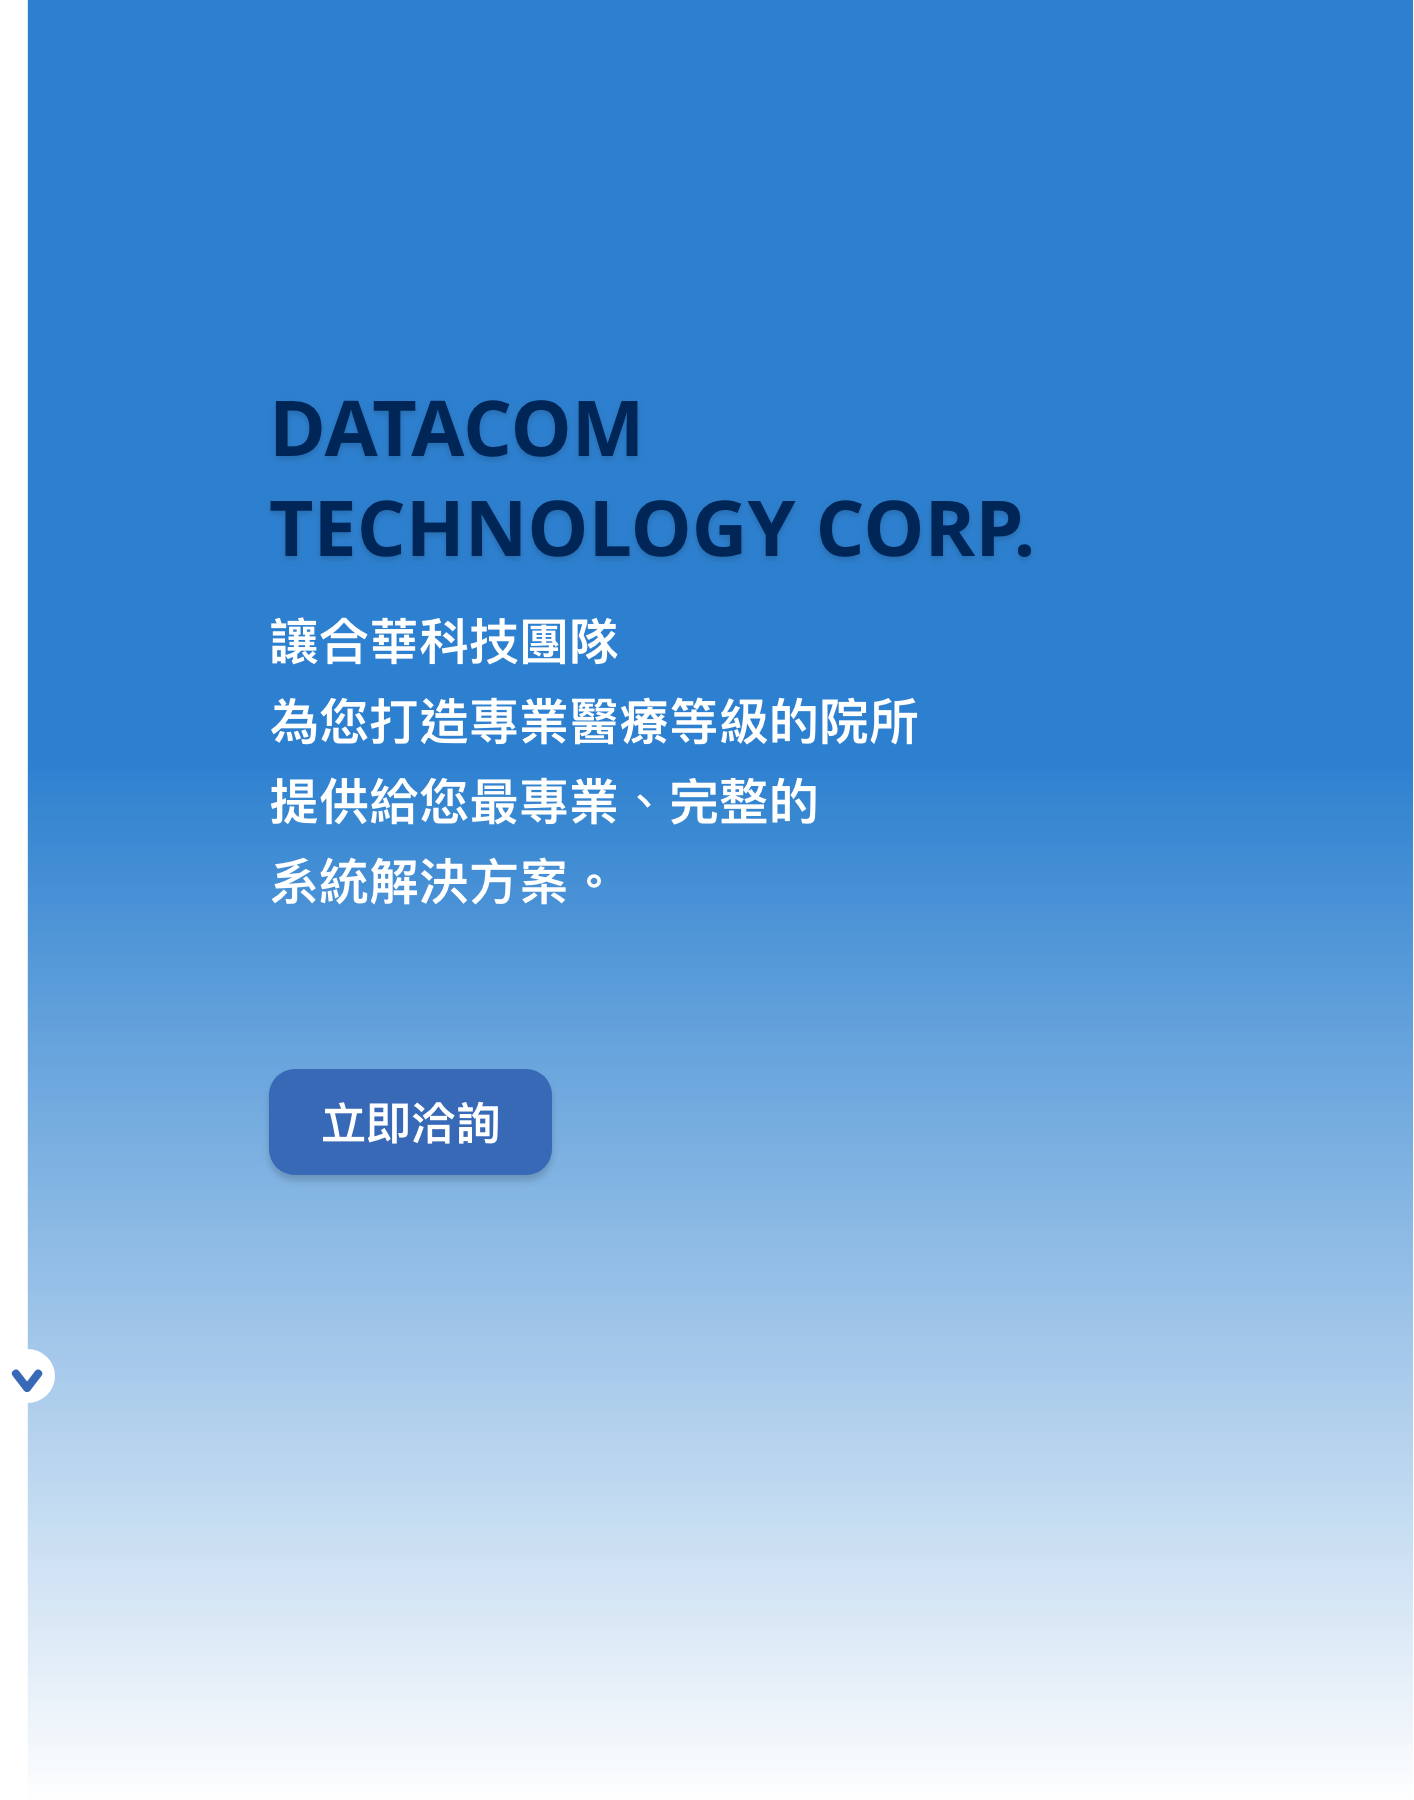 DATACOM
TECHNOLOGY CORP.
讓合華科技團隊
為您打造專業醫療等級的院所
提供給您最專業、完整的
系統解決方案。
立即洽詢